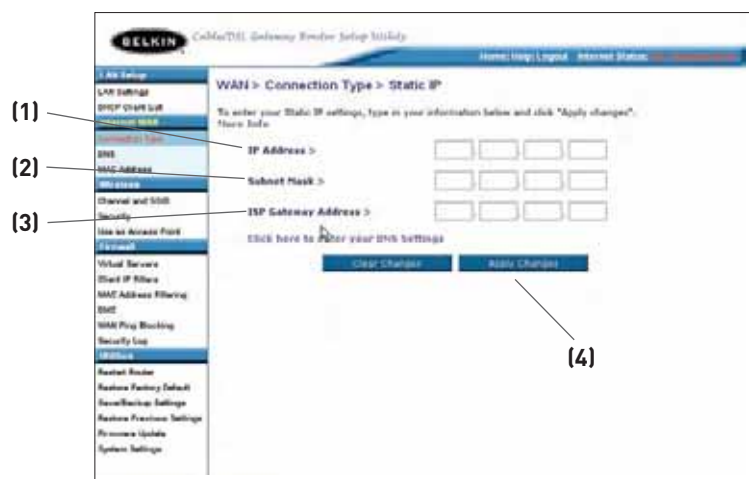 BELKIN Cable/DSL Gateway Router Setup Utility
Home| Help| Logout Internet Status:
LAN Setup
LAN Settings
DHCP Client List
Internet WAN
Connection Type
DNS
MAC Address
Wireless
Channel and SSID
Security
Use as Access Point
Firewall
Virtual Servers
Client IP Filters
MAC Address Filtering
DMZ
WAN Ping Blocking
Security Log
Utilities
Restart Router
Restore Factory Default
Save/Backup Settings
Restore Previous Settings
Firmware Update
System Settings
WAN > Connection Type > Static IP
To enter your Static IP settings, type in your information below and click "Apply changes".
More Info
(1) IP Address >
(2) Subnet Mask >
(3) ISP Gateway Address >
Click here to enter your DNS Settings
Clear Changes Apply Changes
(4)